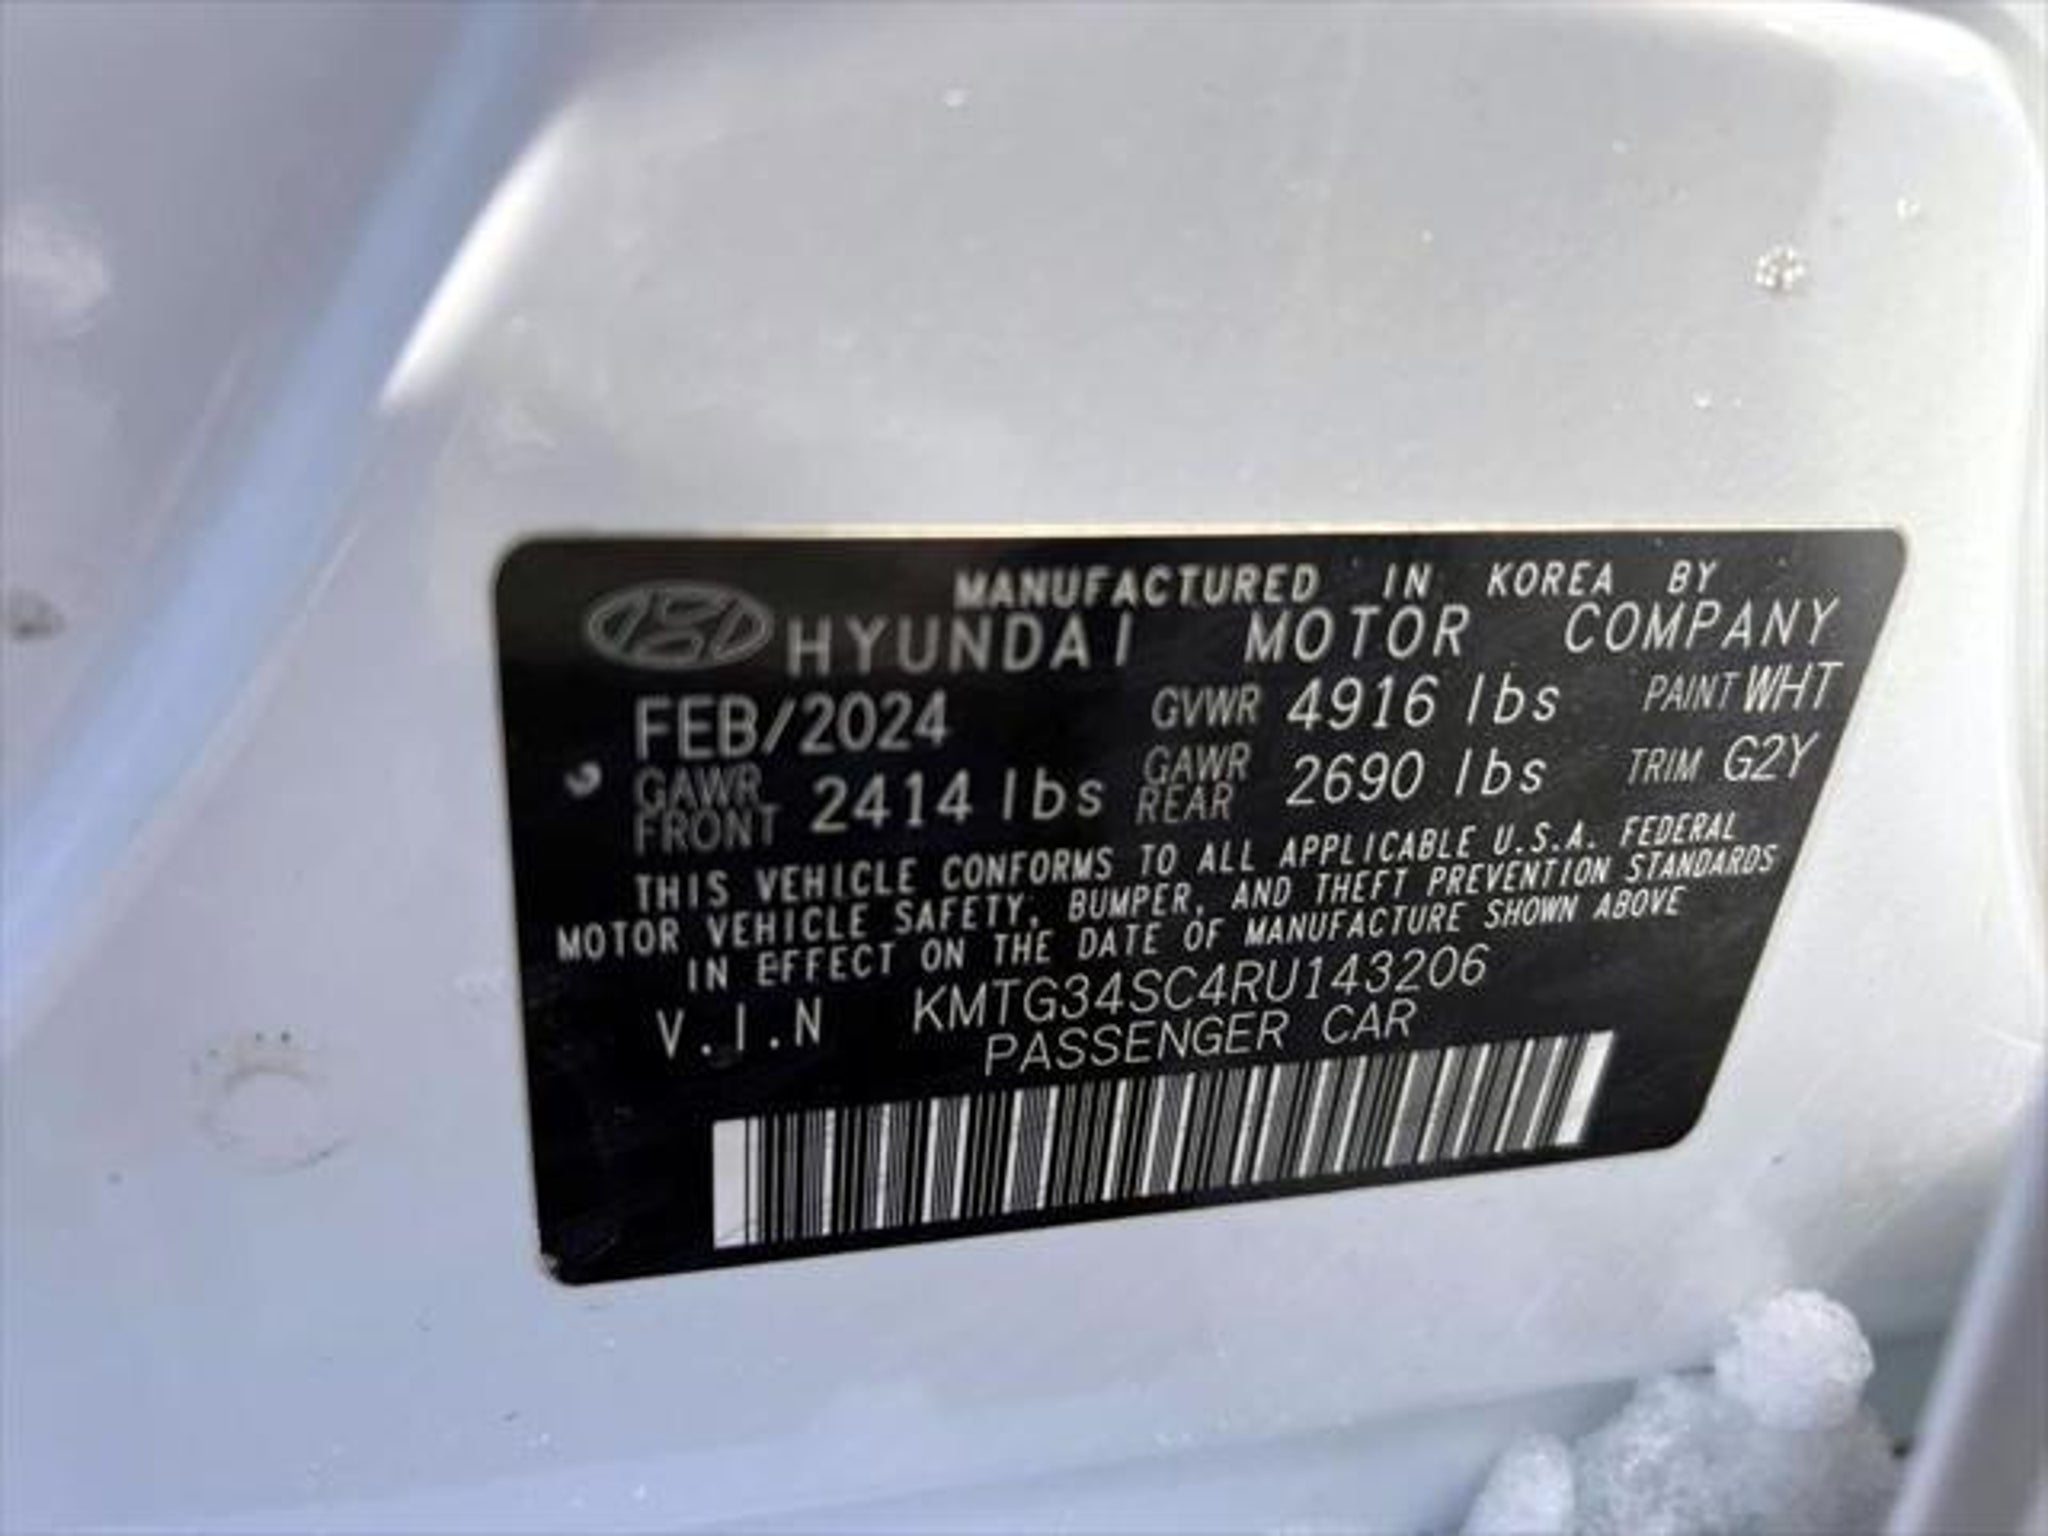 MANUFACTURED IN KOREA BY
HYUNDAI MOTOR COMPANY
FEB/2024 GVWR 4916 lbs PAINT WHT
GAWR FRONT 2414 lbs GAWR REAR 2690 lbs TRIM G2Y
THIS VEHICLE CONFORMS TO ALL APPLICABLE U.S.A. FEDERAL
MOTOR VEHICLE SAFETY, BUMPER, AND THEFT PREVENTION STANDARDS
IN EFFECT ON THE DATE OF MANUFACTURE SHOWN ABOVE
V.I.N KMTG34SC4RU143206
PASSENGER CAR